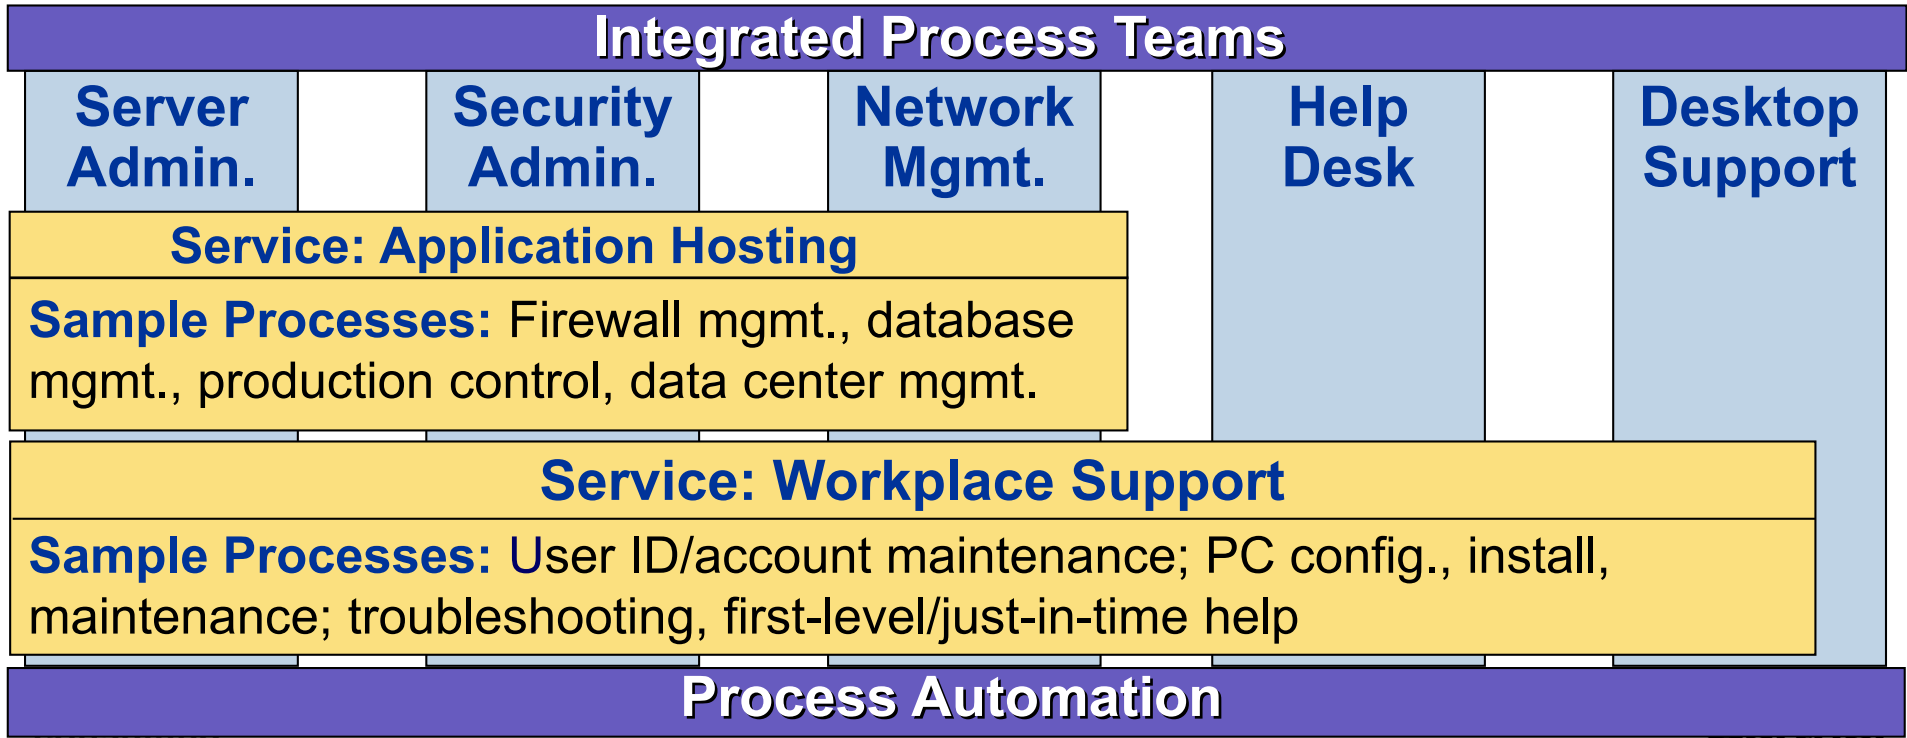 Integrated Process Teams
Server
Admin.
Security
Admin.
Network
Mgmt.
Help
Desk
Desktop
Support
Service: Application Hosting
Sample Processes: Firewall mgmt., database
mgmt., production control, data center mgmt.
Service: Workplace Support
Sample Processes: User ID/account maintenance; PC config., install,
maintenance; troubleshooting, first-level/just-in-time help
Process Automation